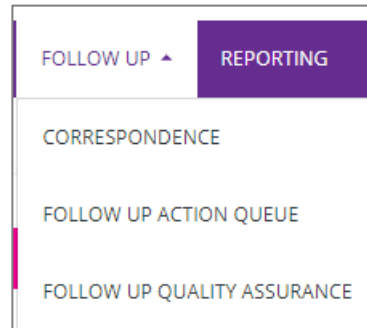 FOLLOW UP REPORTING
CORRESPONDENCE
FOLLOW UP ACTION QUEUE
FOLLOW UP QUALITY ASSURANCE